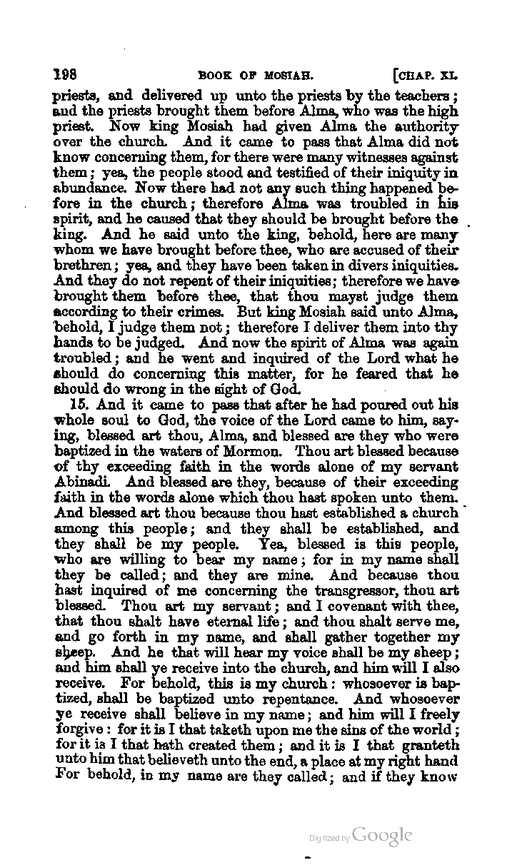 198 BOOK OF MOSIAH. [CHAP. XI.
priests, and delivered up unto the priests by the teachers;
and the priests brought them before Alma, who was the high
priest. Now king Mosiah had given Alma the authority
over the church. And it came to pass that Alma did not
know concerning them, for there were many witnesses against
them; yea, the people stood and testified of their iniquity in
abundance. Now there had not any such thing happened be-
fore in the church; therefore Alma was troubled in his
spirit, and he caused that they should be brought before the
king. And he said unto the king, behold, here are many
whom we have brought before thee, who are accused of their
brethren; yea, and they have been taken in divers iniquities.
And they do not repent of their iniquities; therefore we have
brought them before thee, that thou mayst judge them
according to their crimes. But king Mosiah said unto Alma,
behold, I judge them not; therefore I deliver them into thy
hands to be judged. And now the spirit of Alma was again
troubled; and he went and inquired of the Lord what he
should do concerning this matter, for he feared that he
should do wrong in the sight of God.
15. And it came to pass that after he had poured out his
whole soul to God, the voice of the Lord came to him, say-
ing, blessed art thou, Alma, and blessed are they who were
baptized in the waters of Mormon. Thou art blessed because
of thy exceeding faith in the words alone of my servant
Abinadi. And blessed are they, because of their exceeding
faith in the words alone which thou hast spoken unto them.
And blessed art thou because thou hast established a church
among this people; and they shall be established, and
they shall be my people. Yea, blessed is this people,
who are willing to bear my name; for in my name shall
they be called; and they are mine. And because thou
hast inquired of me concerning the transgressor, thou art
blessed. Thou art my servant; and I covenant with thee,
that thou shalt have eternal life; and thou shalt serve me,
and go forth in my name, and shall gather together my
sheep. And he that will hear my voice shall be my sheep;
and him shall ye receive into the church, and him will I also
receive. For behold, this is my church: whosoever is bap-
tized, shall be baptized unto repentance. And whosoever
ye receive shall believe in my name; and him will I freely
forgive: for it is I that taketh upon me the sins of the world;
for it is I that hath created them; and it is I that granteth
unto him that believeth unto the end, a place at my right hand
For behold, in my name are they called; and if they know
Digitized by Google